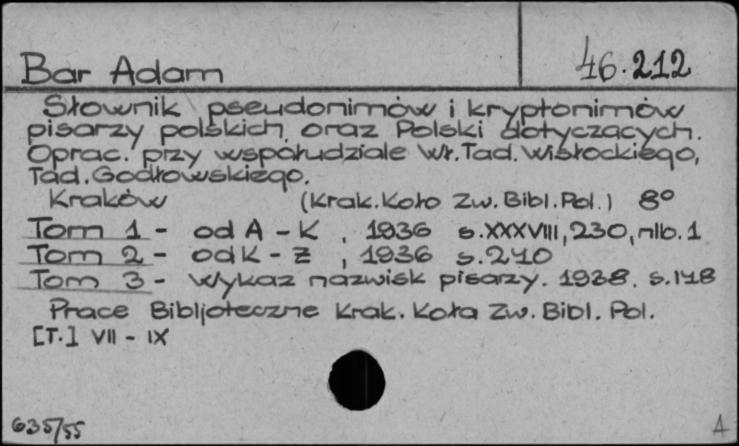 Bar Adam
46.212
Słownik pseudonimów i kryptonimów
pisarzy polskich oraz Polski dotyczących.
Oprac. przy współudziale Wł. Tad. Wisłockiego,
Tad. Godłowskiego.
Kraków (Krak. Koło Zw. Bibl. Pol.) 8°
Tom 1 - od A - K , 1936 s. XXXVIII, 230, nlb. 1
Tom 2 - od K - Z , 1936 s. 240
Tom 3 - Wykaz nazwisk pisarzy. 1938. s. 148
Prace Bibljoteczne Krak. Koła Zw. Bibl. Pol.
[T.] VII - IX
635/55
A